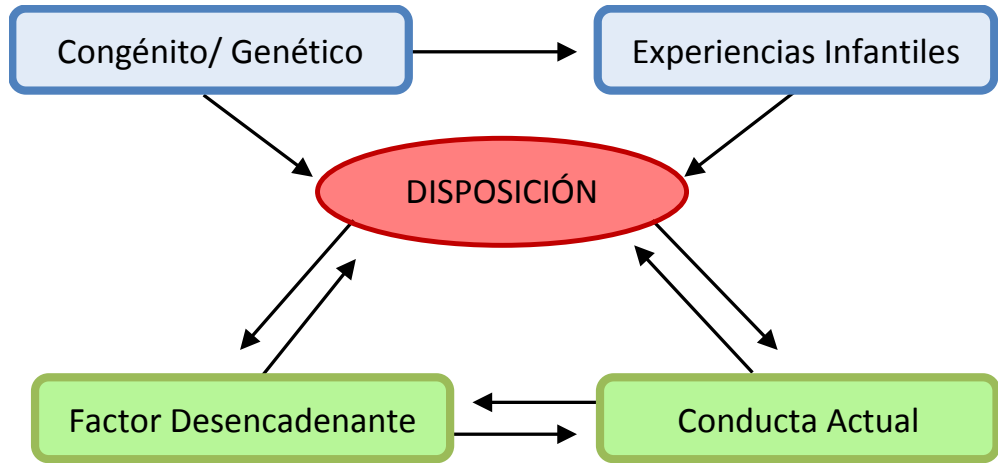 Congénito/ Genético
Experiencias Infantiles
DISPOSICIÓN
Factor Desencadenante
Conducta Actual